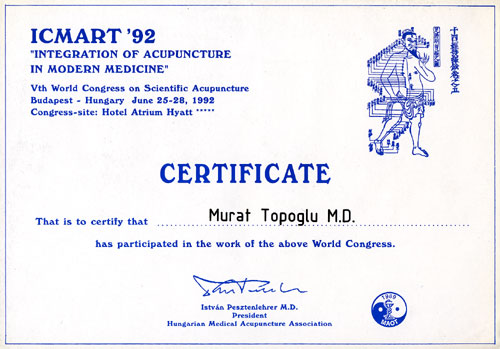 ICMART '92
"INTEGRATION OF ACUPUNCTURE
IN MODERN MEDICINE"
Vth World Congress on Scientific Acupuncture
Budapest - Hungary June 25-28, 1992
Congress-site: Hotel Atrium Hyatt *****
CERTIFICATE
That is to certify that Murat Topoglu M.D.
has participated in the work of the above World Congress.
István Pesztenlehrer M.D.
President
Hungarian Medical Acupuncture Association
1989
MAOT